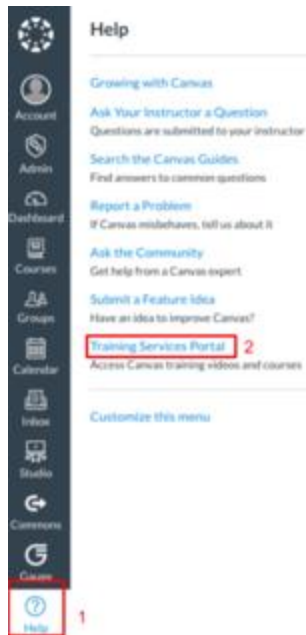 Help
Growing with Canvas
Ask Your Instructor a Question
Questions are submitted to your instructor
Search the Canvas Guides
Find answers to common questions
Report a Problem
If Canvas misbehaves, tell us about it
Ask the Community
Get help from a Canvas expert
Submit a Feature Idea
Have an idea to improve Canvas?
Training Services Portal 2
Access Canvas training videos and courses
Customize this menu
Account
Admin
Dashboard
Courses
Groups
Calendar
Inbox
Studio
Commons
Gauge
Help 1